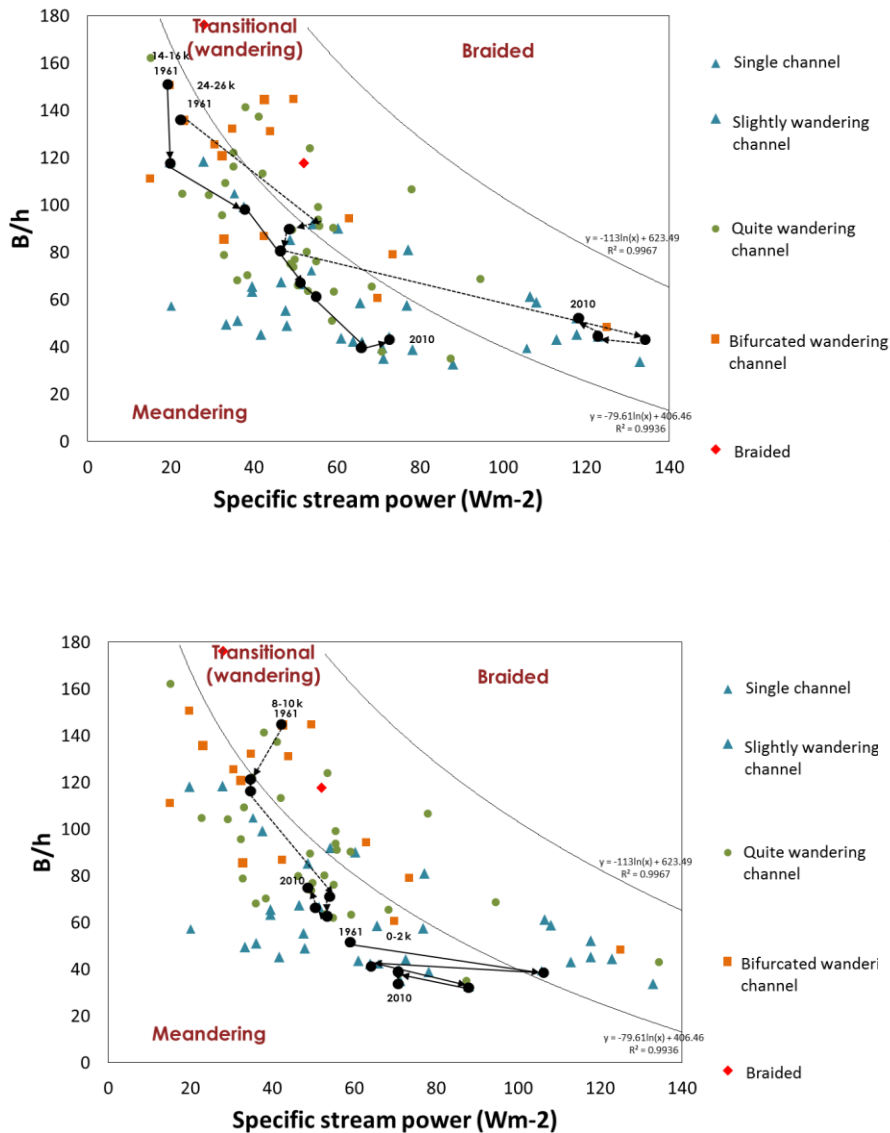 180
160
140
120
100
80
60
40
20
0
B/h
0 20 40 60 80 100 120 140
Specific stream power (Wm-2)
Transitional
(wandering)
Braided
Meandering
14-16 k
1961
24-26 k
1961
2010
2010
y = -113ln(x) + 623.49
R² = 0.9967
y = -79.61ln(x) + 406.46
R² = 0.9936
Single channel
Slightly wandering
channel
Quite wandering
channel
Bifurcated wandering
channel
Braided
180
160
140
120
100
80
60
40
20
0
B/h
0 20 40 60 80 100 120 140
Specific stream power (Wm-2)
Transitional
(wandering)
Braided
Meandering
8-10 k
1961
2010
1961
0-2 k
2010
y = -113ln(x) + 623.49
R² = 0.9967
y = -79.61ln(x) + 406.46
R² = 0.9936
Single channel
Slightly wandering
channel
Quite wandering
channel
Bifurcated wanderi
channel
Braided